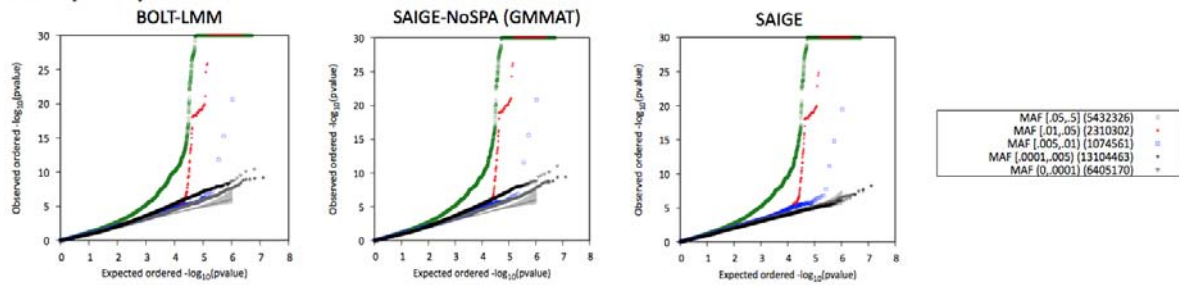 BOLT-LMM
SAIGE-NoSPA (GMMAT)
SAIGE
Observed ordered -log10(pvalue)
30
25
20
15
10
5
0
0 1 2 3 4 5 6 7 8
Expected ordered -log10(pvalue)
Observed ordered -log10(pvalue)
30
25
20
15
10
5
0
0 1 2 3 4 5 6 7 8
Expected ordered -log10(pvalue)
Observed ordered -log10(pvalue)
30
25
20
15
10
5
0
0 1 2 3 4 5 6 7 8
Expected ordered -log10(pvalue)
MAF [.05,.5] (5432326)
MAF [.01,.05) (2310302)
MAF [.005,.01) (1074561)
MAF [.0001,.005) (13104463)
MAF (0,.0001) (6405170)